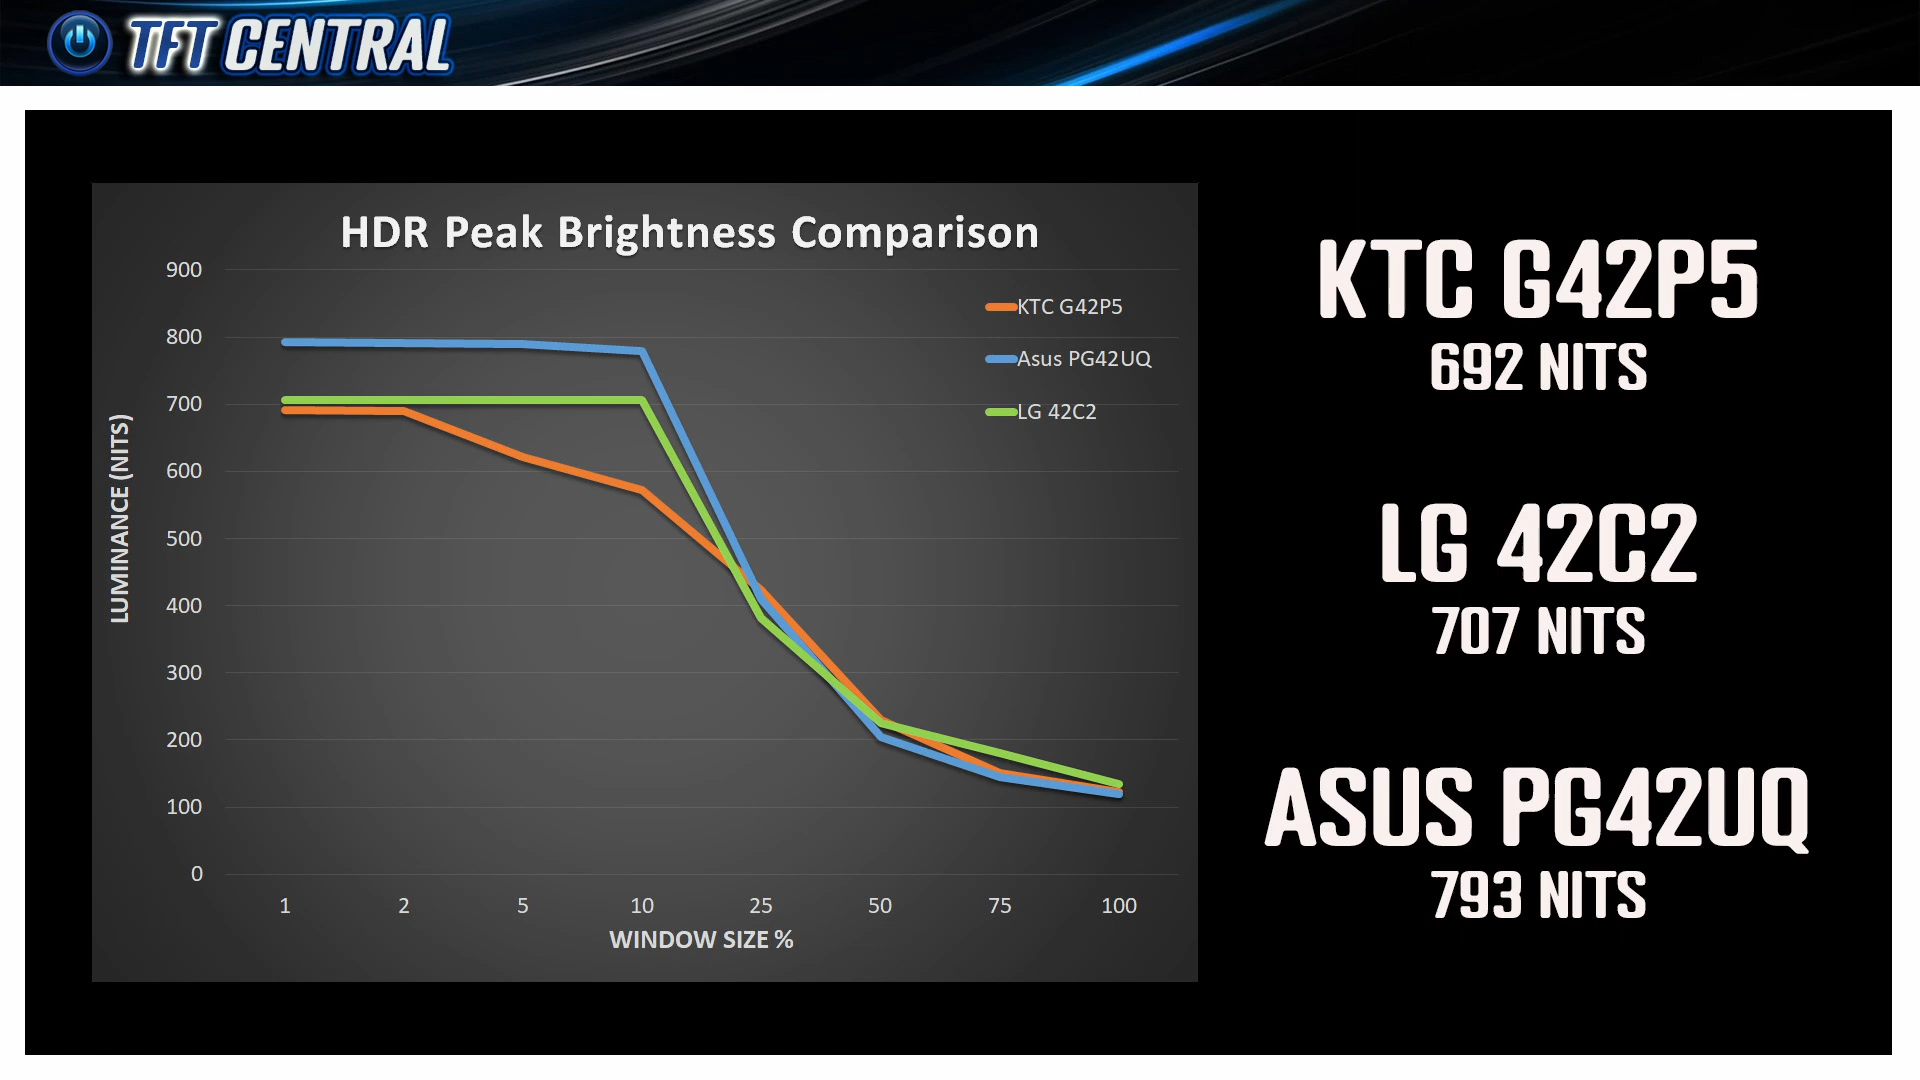 TFT CENTRAL
HDR Peak Brightness Comparison
900
800
700
600
500
400
300
200
100
0
LUMINANCE (NITS)
KTC G42P5
Asus PG42UQ
LG 42C2
1 2 5 10 25 50 75 100
WINDOW SIZE %
KTC G42P5
692 NITS
LG 42C2
707 NITS
ASUS PG42UQ
793 NITS